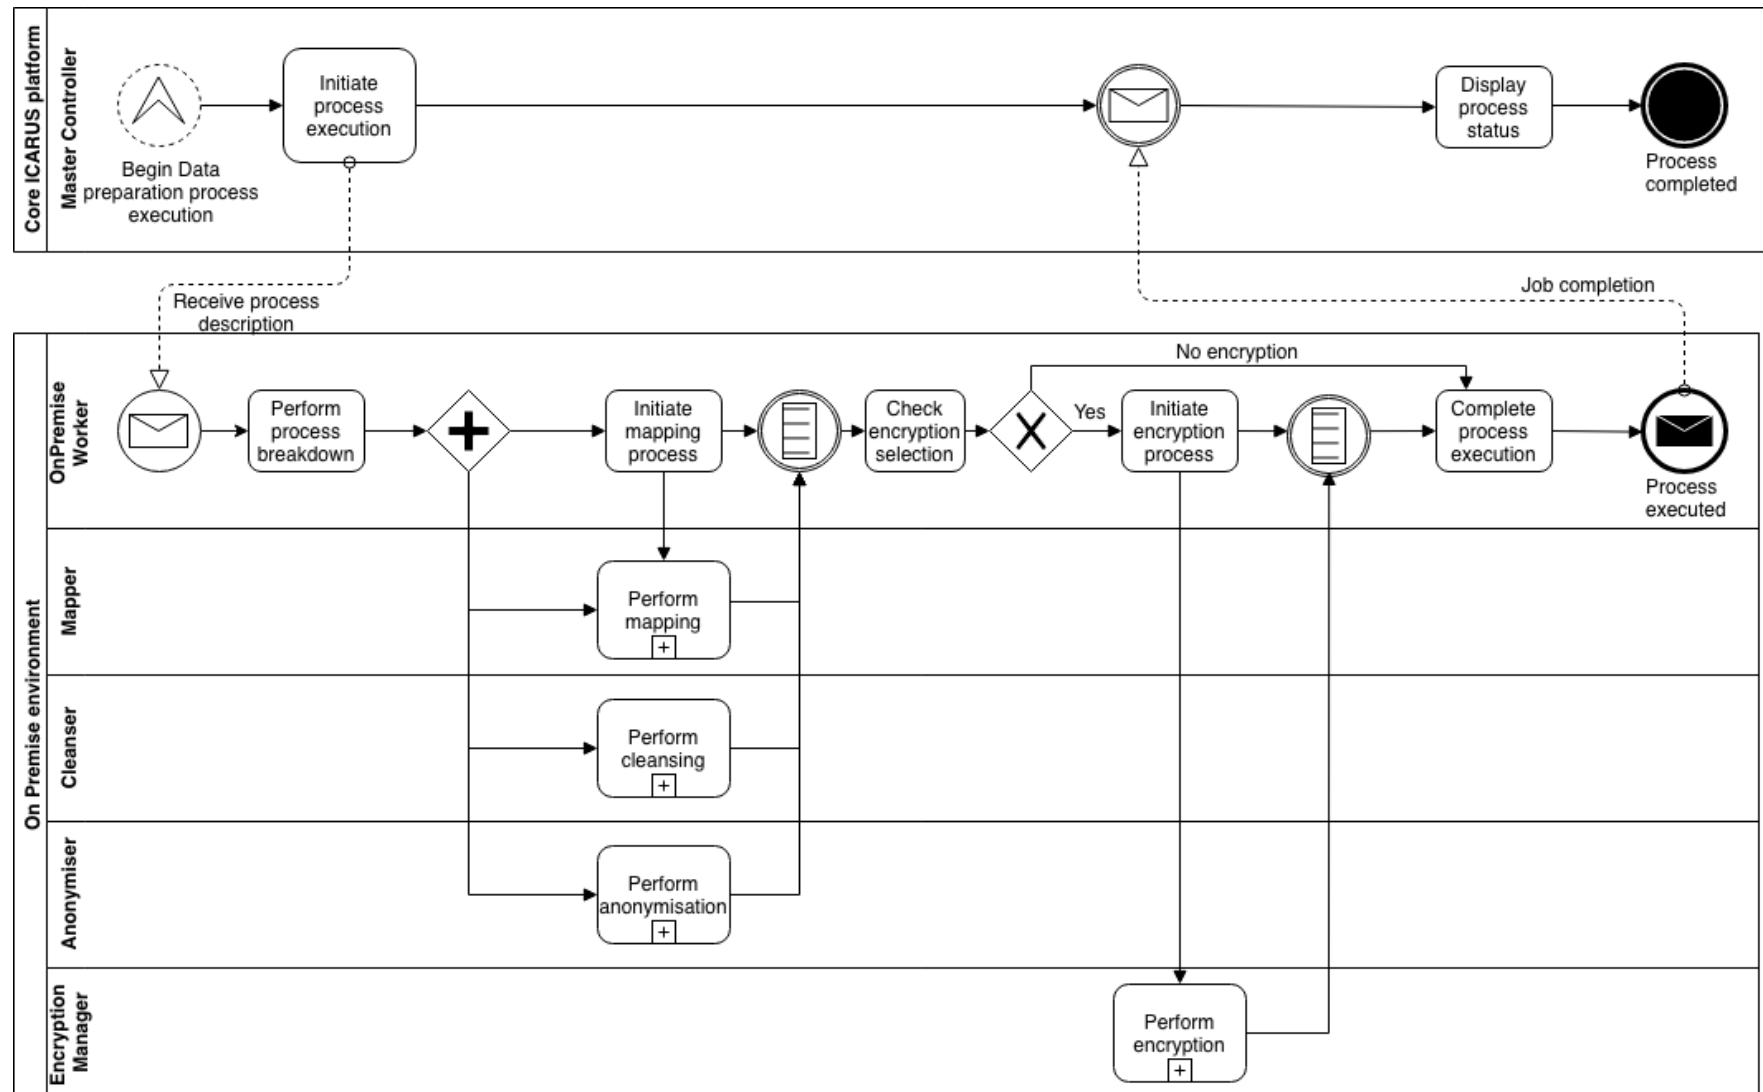 Core ICARUS platform
Master Controller
Begin Data
preparation process
execution
Initiate
process
execution
Display
process
status
Process
completed
Receive process
description
Job completion
On Premise environment
OnPremise
Worker
Perform
process
breakdown
Initiate
mapping
process
Check
encryption
selection
No encryption
Yes
Initiate
encryption
process
Complete
process
execution
Process
executed
Mapper
Perform
mapping
Cleanser
Perform
cleansing
Anonymiser
Perform
anonymisation
Encryption
Manager
Perform
encryption